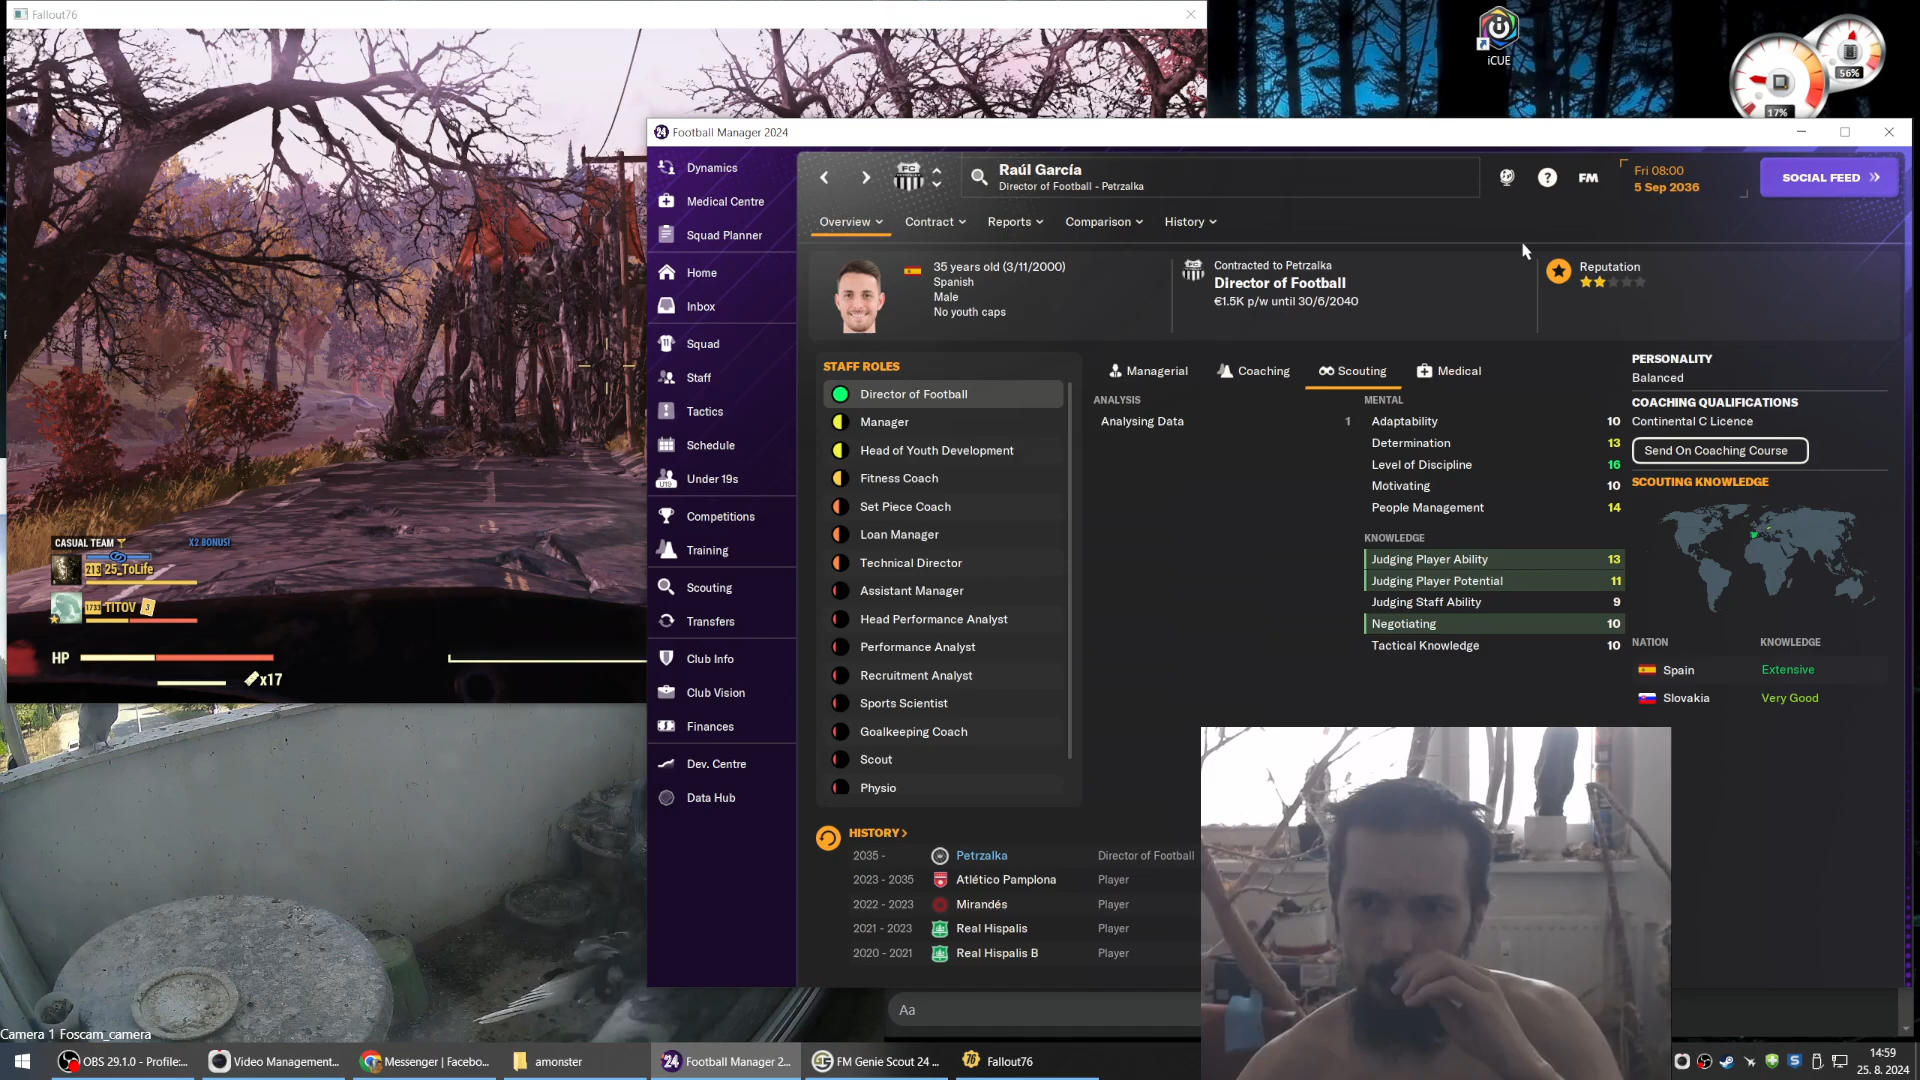 Fallout76
iCUE
56%
17%
Football Manager 2024
Dynamics
Medical Centre
Squad Planner
Home
Inbox
Squad
Staff
Tactics
Schedule
Under 19s
Competitions
Training
Scouting
Transfers
Club Info
Club Vision
Finances
Dev. Centre
Data Hub
Raúl García
Director of Football - Petrzalka
FM
Fri 08:00
5 Sep 2036
SOCIAL FEED
Overview
Contract
Reports
Comparison
History
35 years old (3/11/2000)
Spanish
Male
No youth caps
Contracted to Petrzalka
Director of Football
€1.5K p/w until 30/6/2040
Reputation
STAFF ROLES
Director of Football
Manager
Head of Youth Development
Fitness Coach
Set Piece Coach
Loan Manager
Technical Director
Assistant Manager
Head Performance Analyst
Performance Analyst
Recruitment Analyst
Sports Scientist
Goalkeeping Coach
Scout
Physio
Managerial
Coaching
Scouting
Medical
ANALYSIS
Analysing Data 1
MENTAL
Adaptability 10
Determination 13
Level of Discipline 16
Motivating 10
People Management 14
KNOWLEDGE
Judging Player Ability 13
Judging Player Potential 11
Judging Staff Ability 9
Negotiating 10
Tactical Knowledge 10
PERSONALITY
Balanced
COACHING QUALIFICATIONS
Continental C Licence
Send On Coaching Course
SCOUTING KNOWLEDGE
NATION KNOWLEDGE
Spain Extensive
Slovakia Very Good
HISTORY >
2035 - Petrzalka Director of Football
2023 - 2035 Atlético Pamplona Player
2022 - 2023 Mirandés Player
2021 - 2023 Real Hispalis Player
2020 - 2021 Real Hispalis B Player
CASUAL TEAM X2 BONUS!
213 25_ToLife
1733 TITOV 3
HP
x17
Aa
Camera 1 Foscam_camera
OBS 29.1.0 - Profile:...
Video Management...
Messenger | Facebo...
amonster
24 Football Manager 2...
FM Genie Scout 24 ...
76 Fallout76
14:59
25. 8. 2024